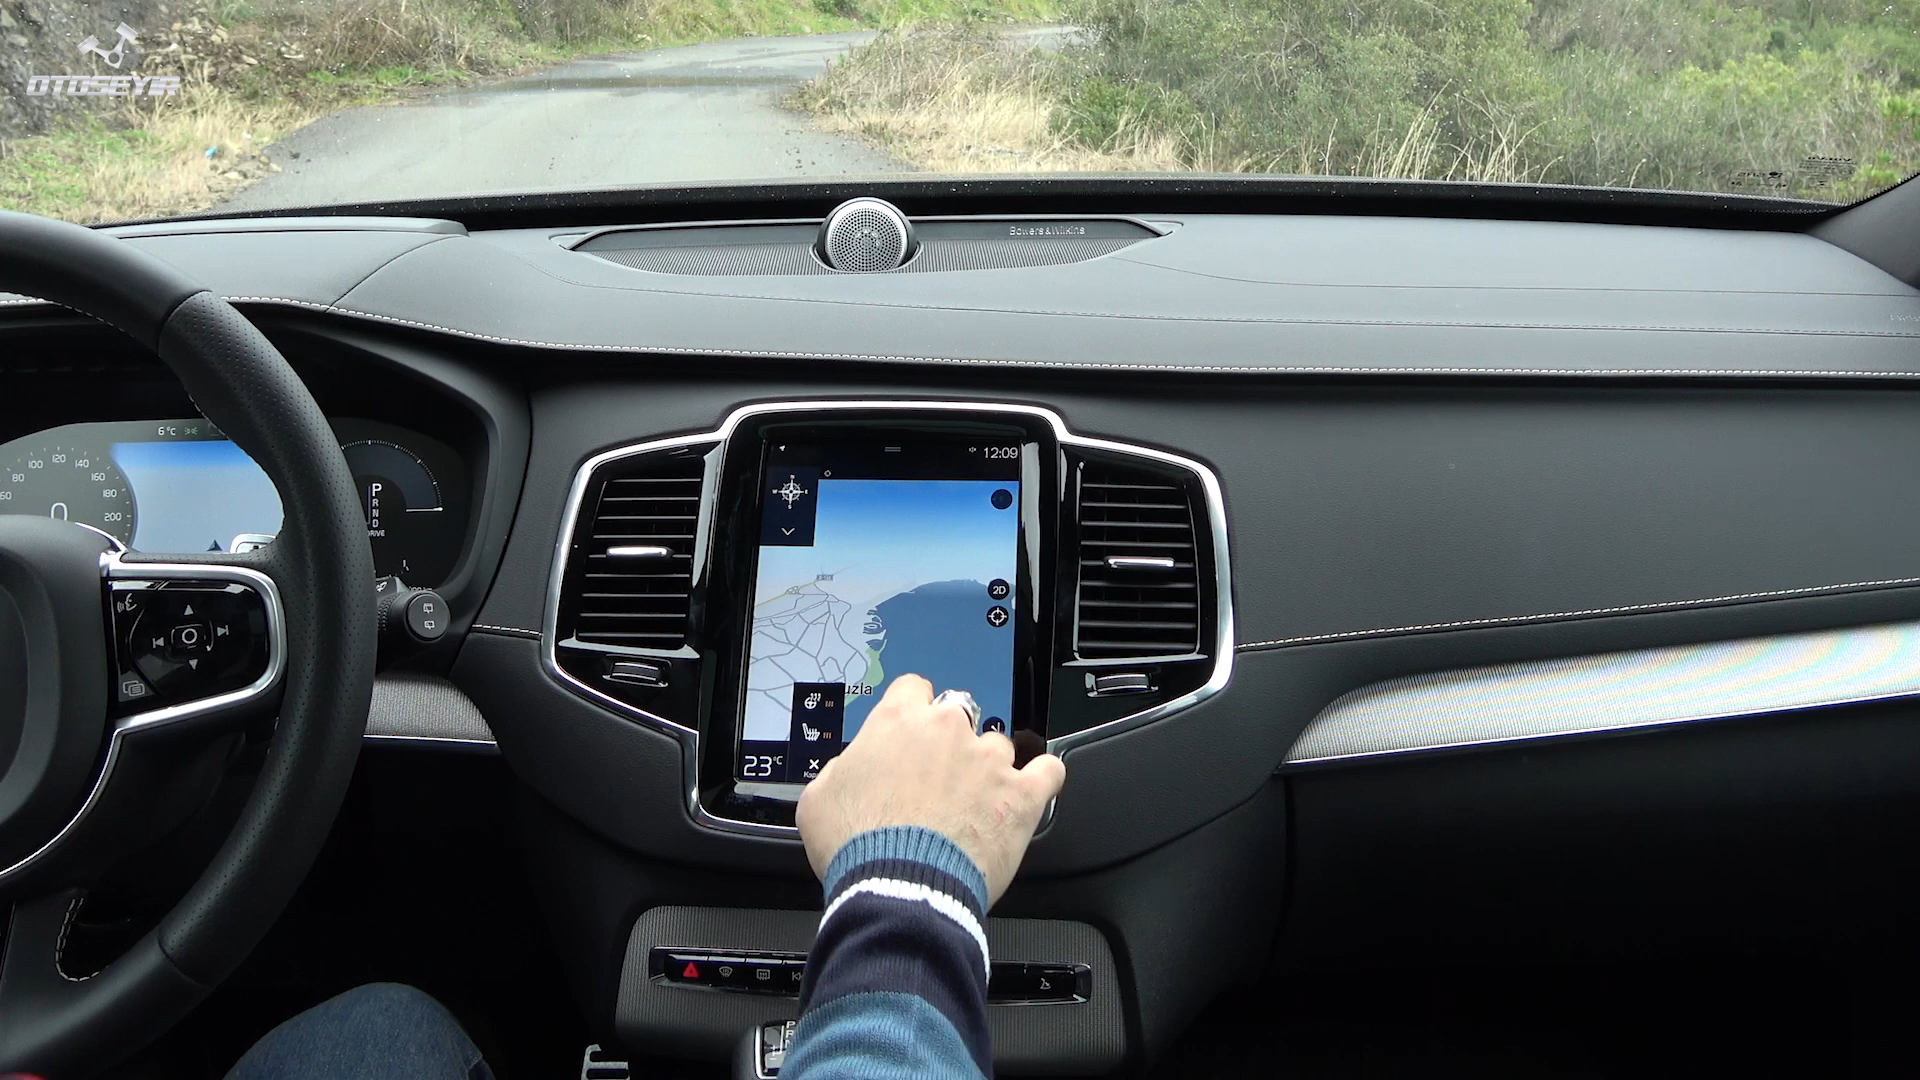 OTOSEYIR
Bowers & Wilkins
6°C
100 120 140
80 160
60 180
0 200
P
R
N
D
DRIVE
12:09
N
W E
S
2D
uzla
23°C